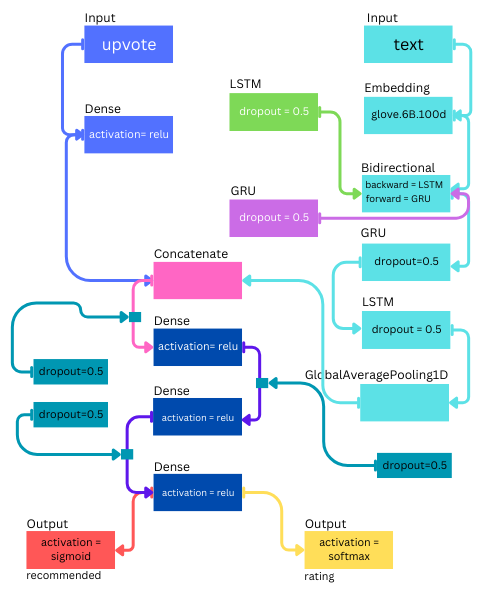 Input
upvote
Input
text
LSTM
dropout = 0.5
Embedding
glove.6B.100d
Dense
activation= relu
Bidirectional
backward = LSTM
forward = GRU
GRU
dropout = 0.5
GRU
dropout=0.5
Concatenate
LSTM
dropout = 0.5
Dense
activation= relu
dropout=0.5
GlobalAveragePooling1D
Dense
activation = relu
dropout=0.5
Dense
activation = relu
dropout=0.5
Output
activation =
sigmoid
recommended
Output
activation =
softmax
rating